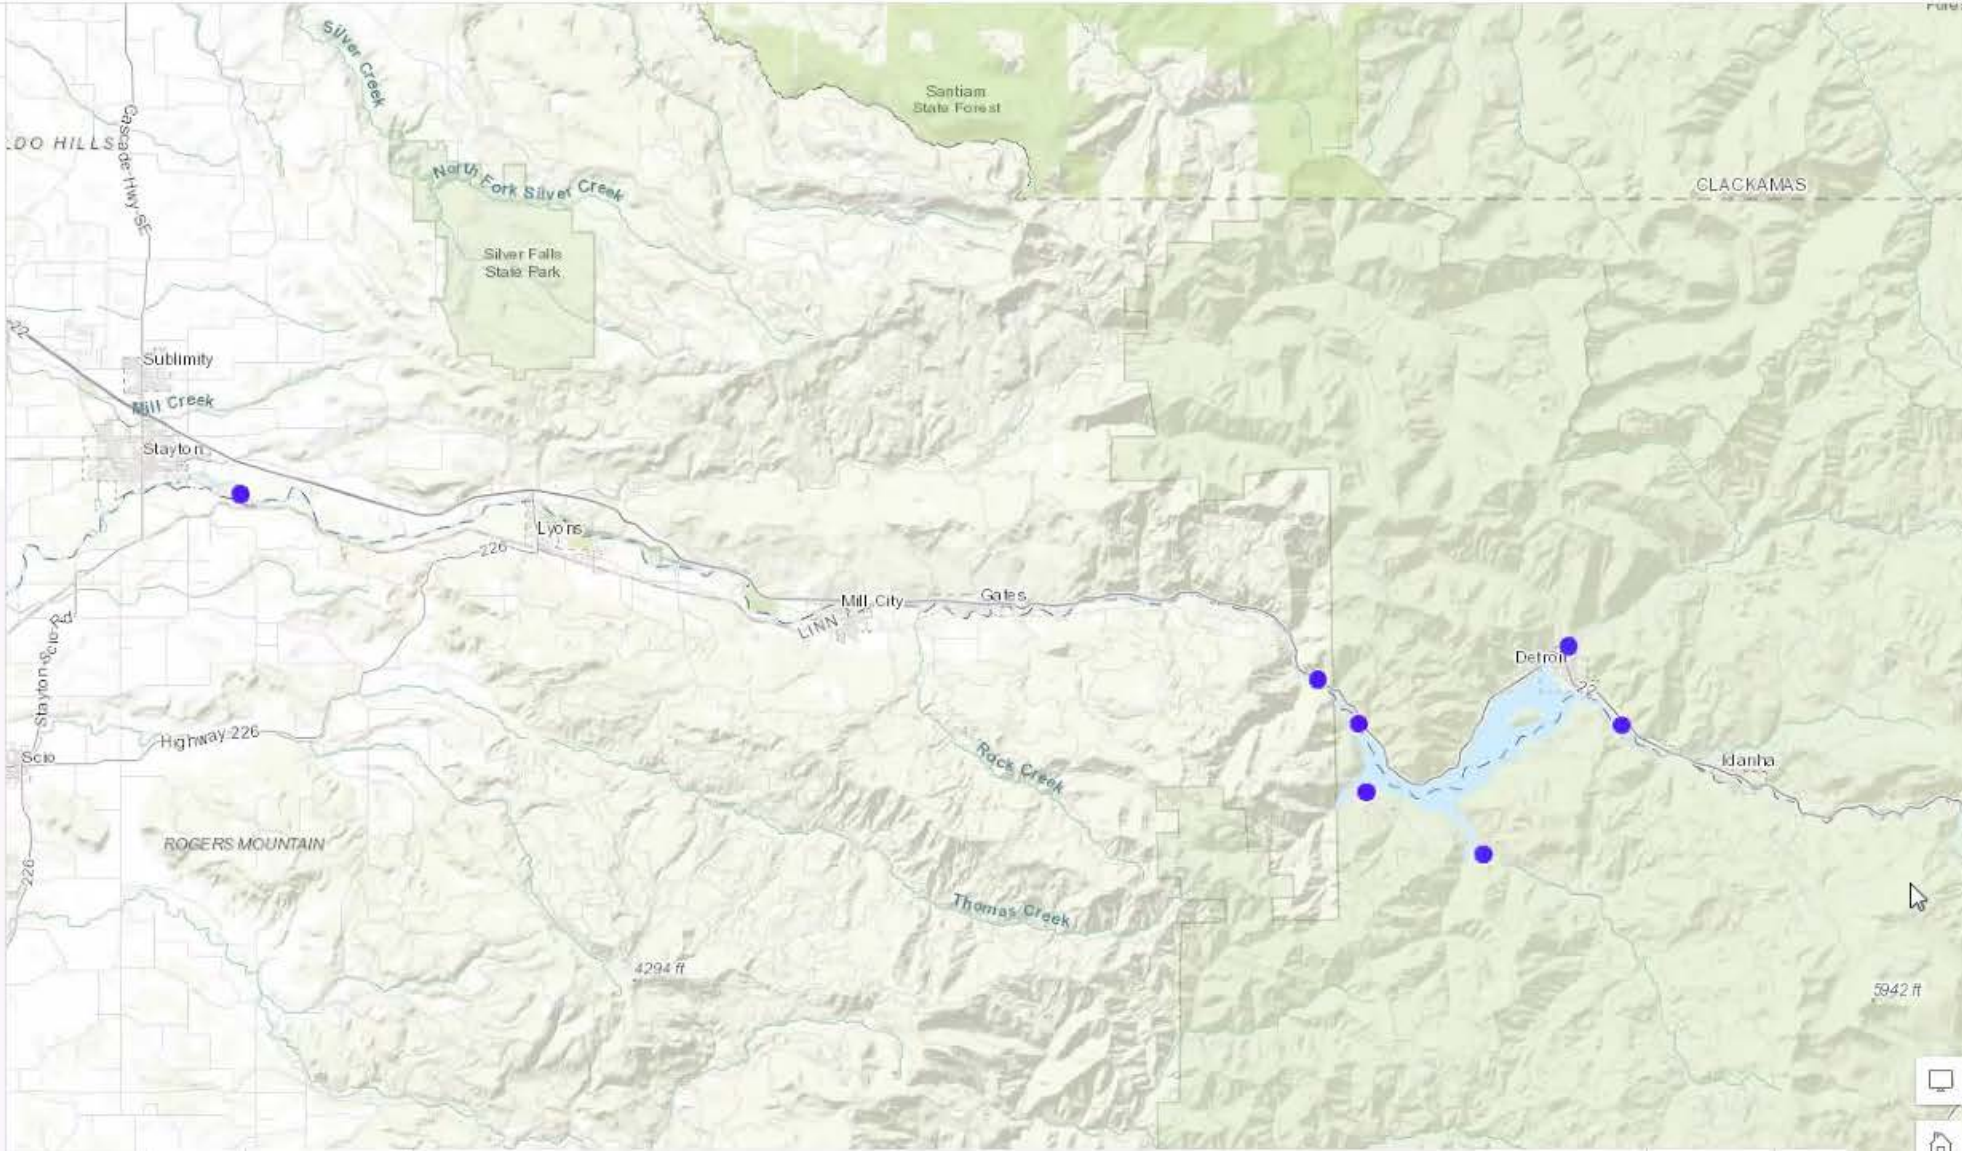 Silver Creek
Santiam
State Forest
Cascade-Hwy-SE
LDO HILLS
North Fork Silver Creek
CLACKAMAS
Silver Falls
State Park
22
Sublimity
Mill Creek
Stayton
Lyons
226
Mill City
Gates
LINN
Stayton-Scio-Rd
Detroit
22
Highway 226
Scio
Rock Creek
Idanha
ROGERS MOUNTAIN
226
Thomas Creek
4294 ft
5942 ft